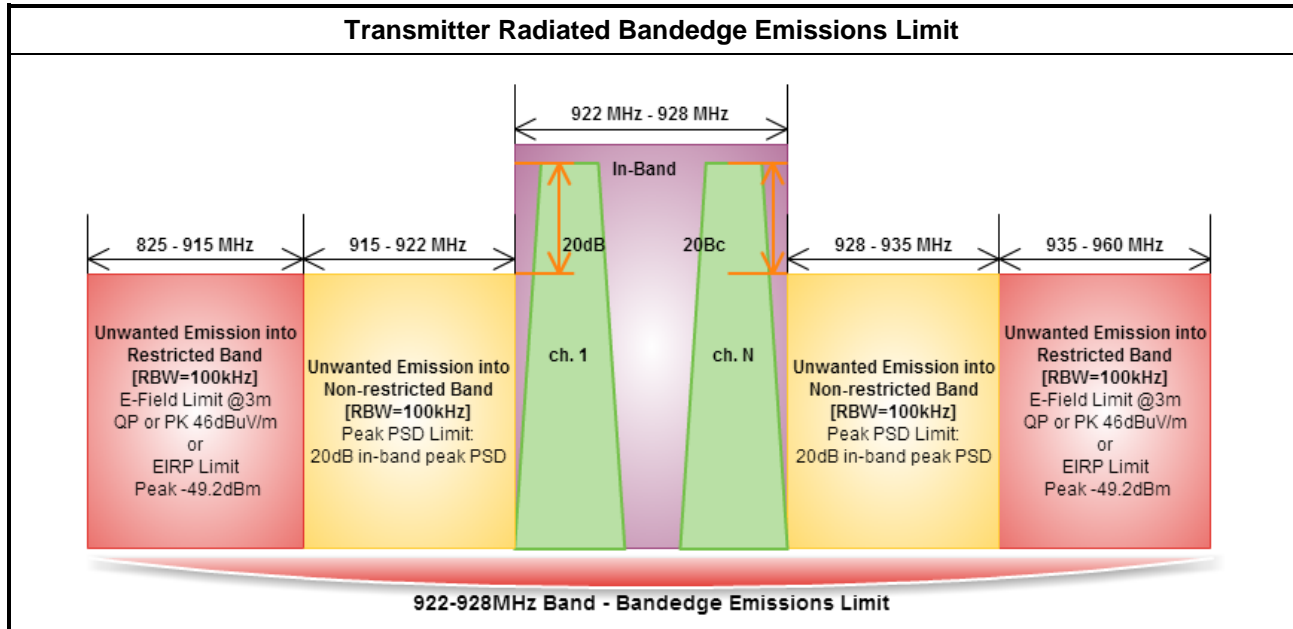 Transmitter Radiated Bandedge Emissions Limit
922 MHz - 928 MHz
In-Band
825 - 915 MHz
915 - 922 MHz
20dB
20Bc
928 - 935 MHz
935 - 960 MHz
Unwanted Emission into
Restricted Band
[RBW=100kHz]
E-Field Limit @3m
QP or PK 46dBuV/m
or
EIRP Limit
Peak -49.2dBm
Unwanted Emission into
Non-restricted Band
[RBW=100kHz]
Peak PSD Limit:
20dB in-band peak PSD
ch. 1
ch. N
Unwanted Emission into
Non-restricted Band
[RBW=100kHz]
Peak PSD Limit:
20dB in-band peak PSD
Unwanted Emission into
Restricted Band
[RBW=100kHz]
E-Field Limit @3m
QP or PK 46dBuV/m
or
EIRP Limit
Peak -49.2dBm
922-928MHz Band - Bandedge Emissions Limit